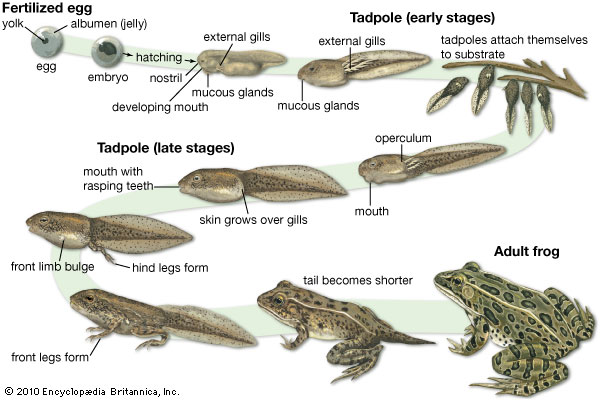 Fertilized egg
yolk
albumen (jelly)
egg
embryo
hatching
nostril
developing mouth
external gills
mucous glands
Tadpole (early stages)
external gills
mucous glands
tadpoles attach themselves
to substrate
Tadpole (late stages)
operculum
mouth
mouth with
rasping teeth
skin grows over gills
front limb bulge
hind legs form
front legs form
tail becomes shorter
Adult frog
© 2010 Encyclopædia Britannica, Inc.